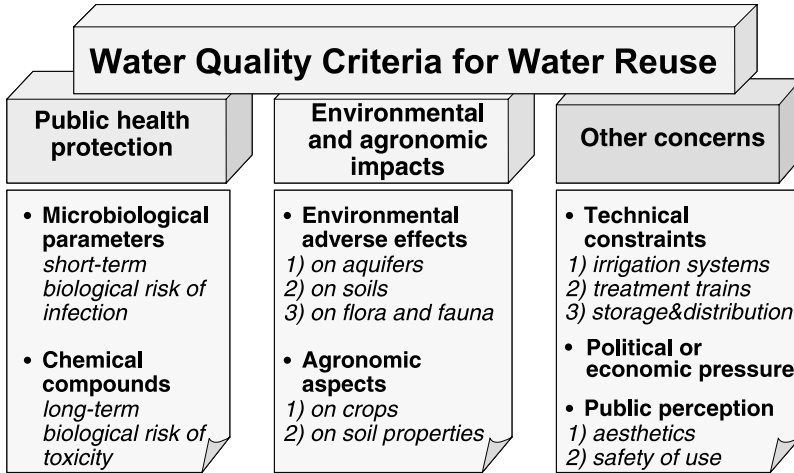 Water Quality Criteria for Water Reuse
Public health
protection
• Microbiological
parameters
short-term
biological risk of
infection
• Chemical
compounds
long-term
biological risk of
toxicity
Environmental
and agronomic
impacts
• Environmental
adverse effects
1) on aquifers
2) on soils
3) on flora and fauna
• Agronomic
aspects
1) on crops
2) on soil properties
Other concerns
• Technical
constraints
1) irrigation systems
2) treatment trains
3) storage&distribution
• Political or
economic pressure
• Public perception
1) aesthetics
2) safety of use